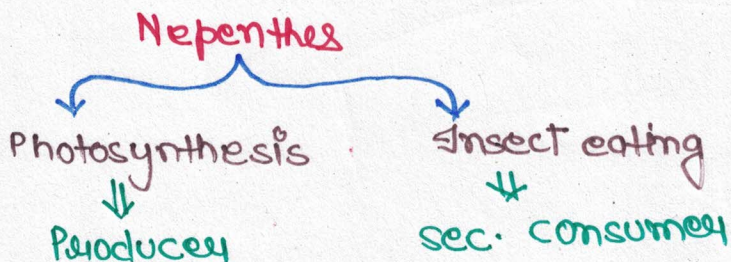 Nepenthes
Photosynthesis
Insect eating
Producer
sec. consumer